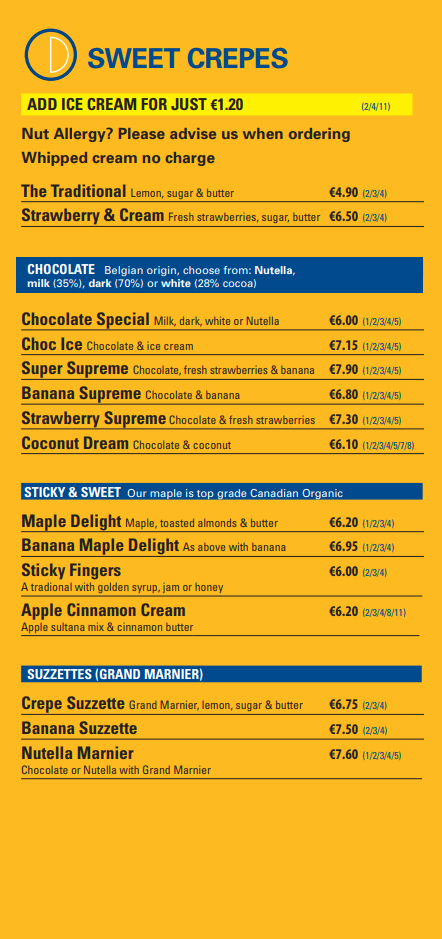 SWEET CREPES
ADD ICE CREAM FOR JUST €1.20 (2/4/11)
Nut Allergy? Please advise us when ordering
Whipped cream no charge
The Traditional Lemon, sugar & butter €4.90 (2/3/4)
Strawberry & Cream Fresh strawberries, sugar, butter €6.50 (2/3/4)
CHOCOLATE Belgian origin, choose from: Nutella,
milk (35%), dark (70%) or white (28% cocoa)
Chocolate Special Milk, dark, white or Nutella €6.00 (1/2/3/4/5)
Choc Ice Chocolate & ice cream €7.15 (1/2/3/4/5)
Super Supreme Chocolate, fresh strawberries & banana €7.90 (1/2/3/4/5)
Banana Supreme Chocolate & banana €6.80 (1/2/3/4/5)
Strawberry Supreme Chocolate & fresh strawberries €7.30 (1/2/3/4/5)
Coconut Dream Chocolate & coconut €6.10 (1/2/3/4/5/7/8)
STICKY & SWEET Our maple is top grade Canadian Organic
Maple Delight Maple, toasted almonds & butter €6.20 (1/2/3/4)
Banana Maple Delight As above with banana €6.95 (1/2/3/4)
Sticky Fingers €6.00 (2/3/4)
A tradional with golden syrup, jam or honey
Apple Cinnamon Cream €6.20 (2/3/4/8/11)
Apple sultana mix & cinnamon butter
SUZZETTES (GRAND MARNIER)
Crepe Suzzette Grand Marnier, lemon, sugar & butter €6.75 (2/3/4)
Banana Suzzette €7.50 (2/3/4)
Nutella Marnier €7.60 (1/2/3/4/5)
Chocolate or Nutella with Grand Marnier